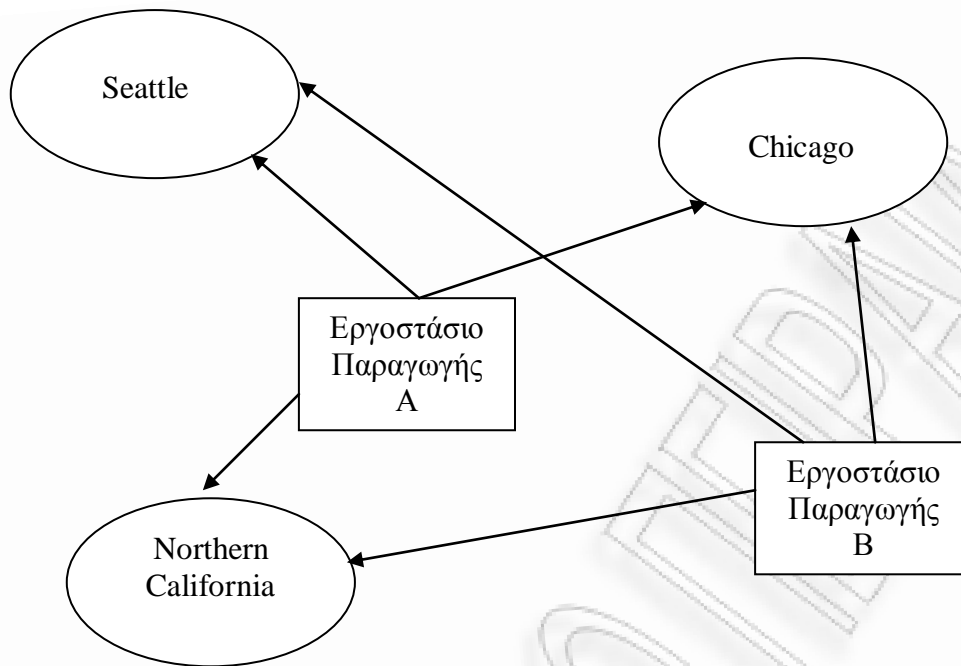 Seattle
Chicago
Εργοστάσιο
Παραγωγής
Α
Εργοστάσιο
Παραγωγής
Β
Northern
California